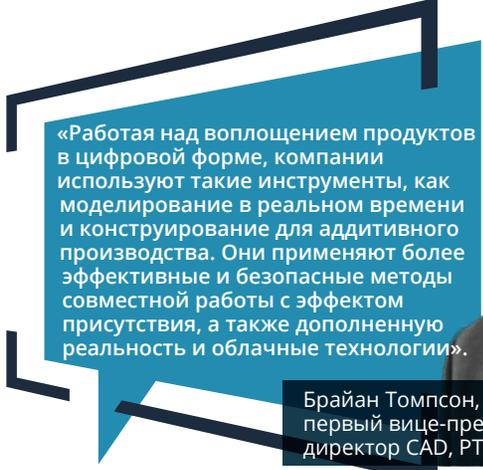 «Работая над воплощением продуктов
в цифровой форме, компании
используют такие инструменты, как
моделирование в реальном времени
и конструирование для аддитивного
производства. Они применяют более
эффективные и безопасные методы
совместной работы с эффектом
присутствия, а также дополненную
реальность и облачные технологии».
Брайан Томпсон,
первый вице-пре
директор CAD, PT